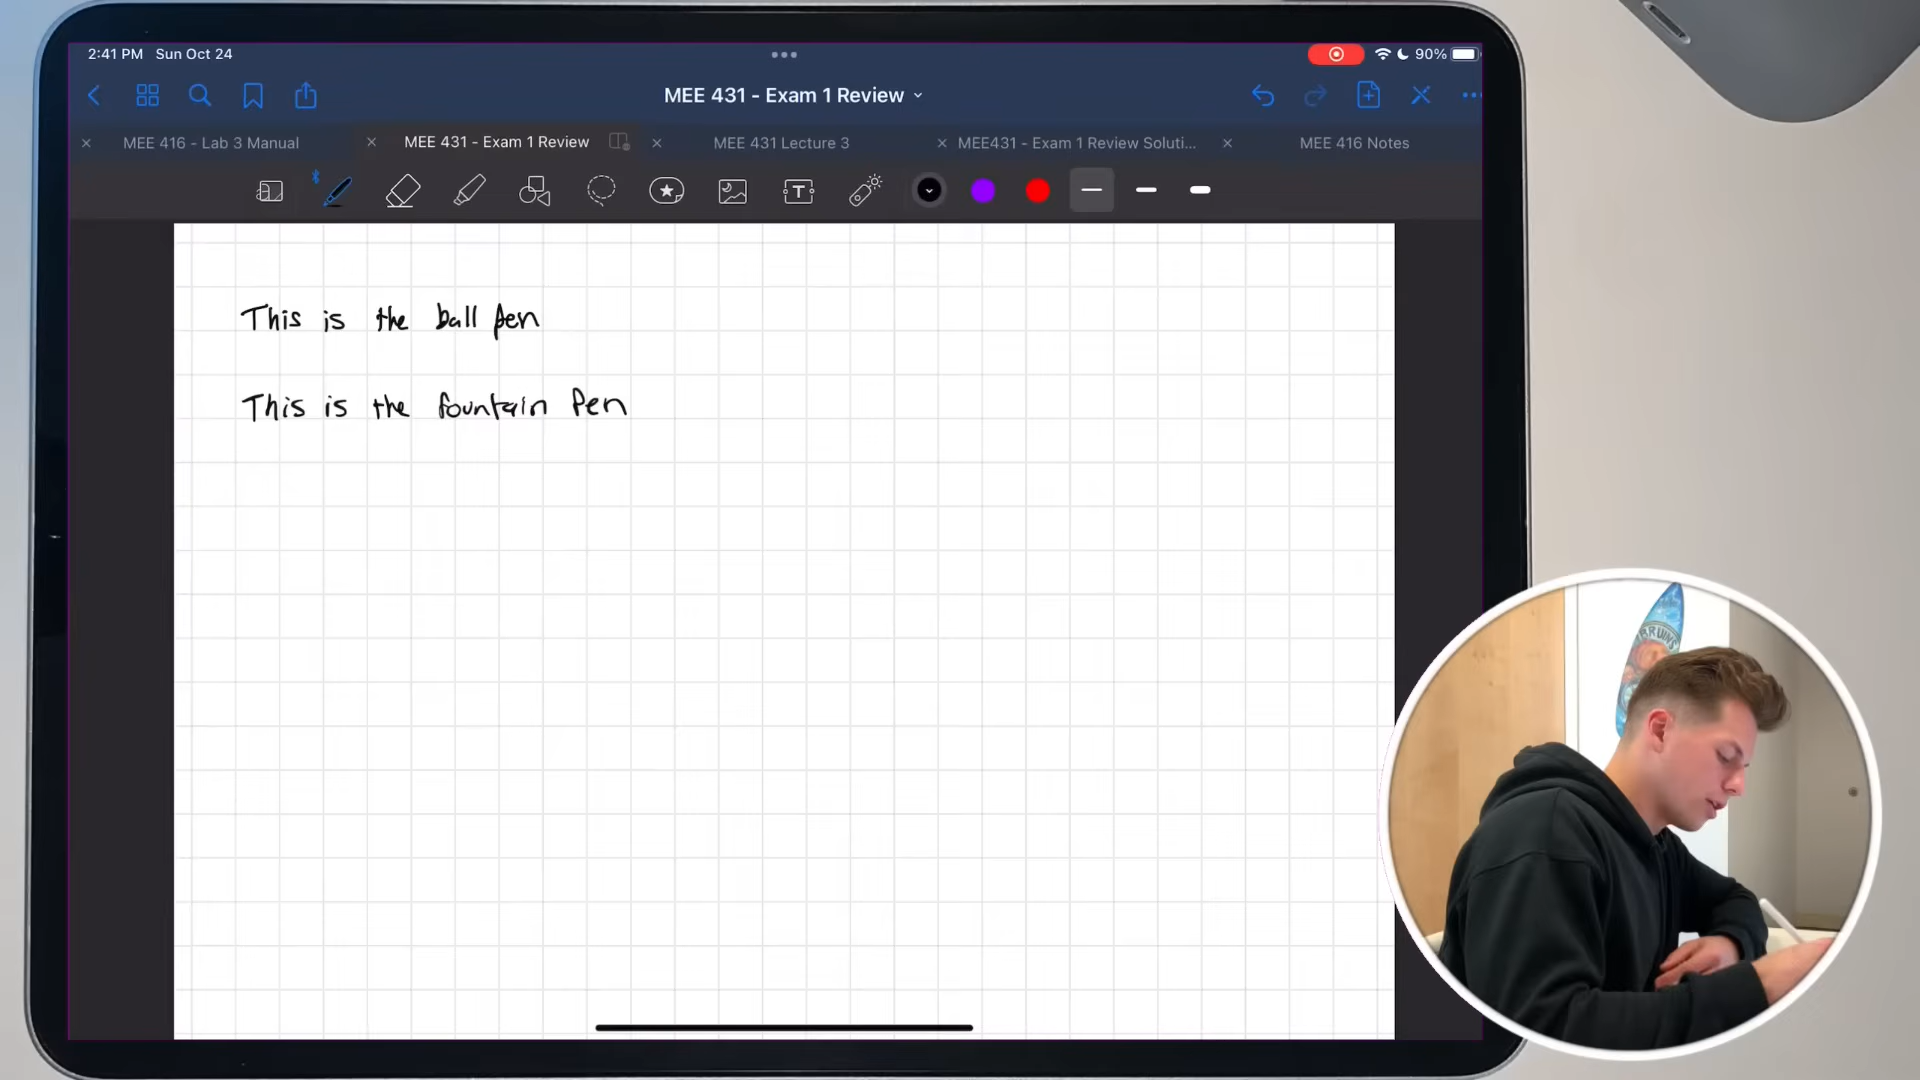 2:41 PM Sun Oct 24 90%
MEE 431 - Exam 1 Review
MEE 416 - Lab 3 Manual MEE 431 - Exam 1 Review MEE 431 Lecture 3 MEE431 - Exam 1 Review Soluti... MEE 416 Notes
T
This is the ball pen
This is the fountain Pen
BRUINS